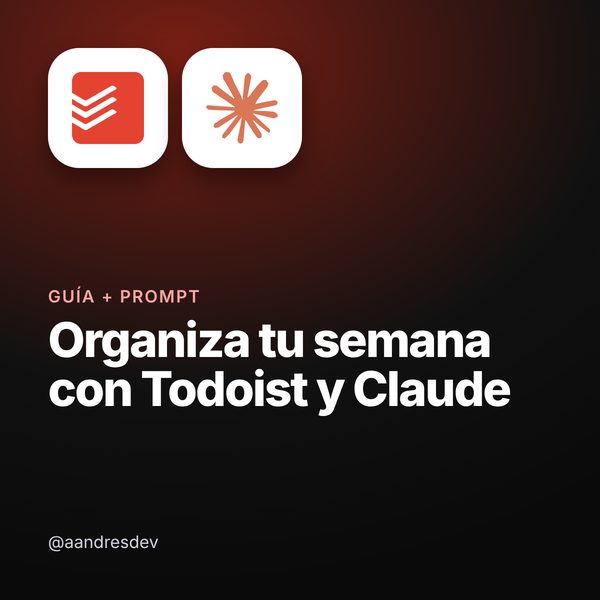 GUÍA + PROMPT
Organiza tu semana
con Todoist y Claude
@aandresdev